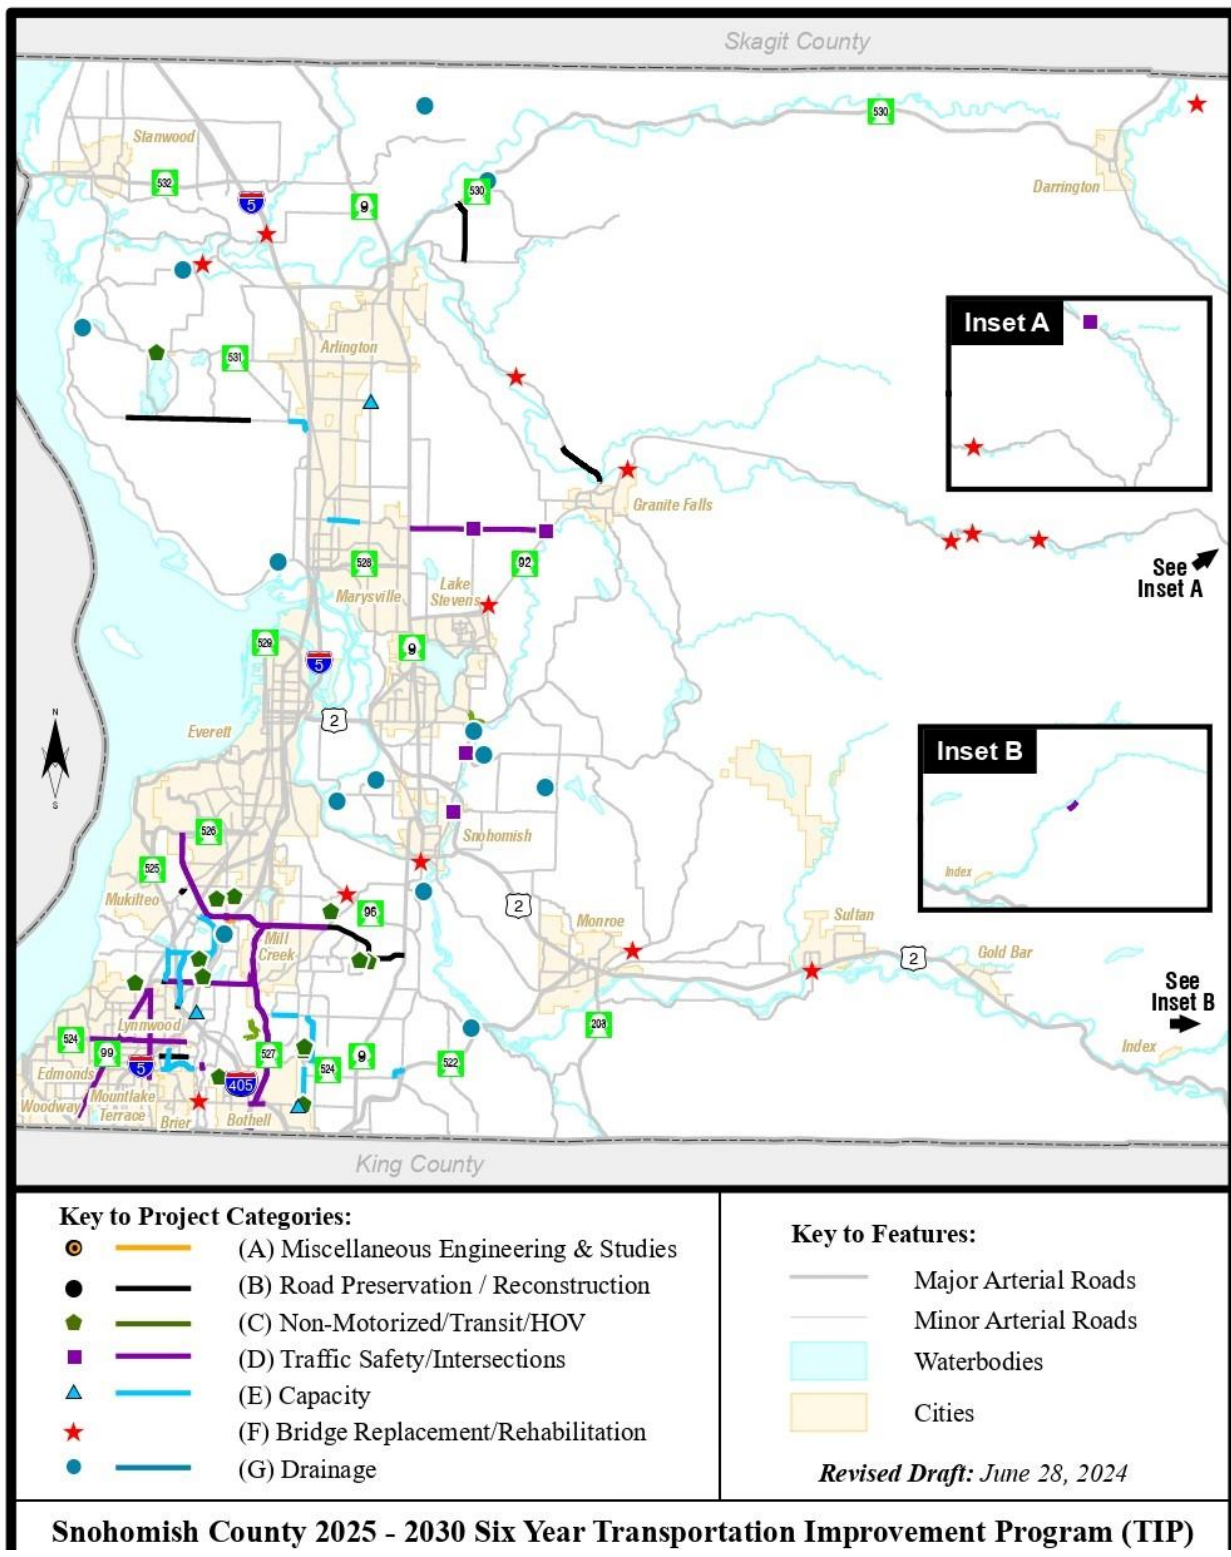 Skagit County
530
Stanwood
532
5
9
530
Darrington
Inset A
531
Arlington
Granite Falls
See
Inset A
528
92
Lake
Stevens
Marysville
529
9
5
N
S
2
Everett
Inset B
Index
526
Snohomish
525
Mukilteo
96
2
Monroe
Sultan
Mill
Creek
2
Gold Bar
See
Inset B
Lynnwood
203
524
99
5
527
524
9
522
Index
Edmonds
405
Woodway
Mountlake
Terrace
Brier
Bothell
King County
Key to Project Categories:
(A) Miscellaneous Engineering & Studies
(B) Road Preservation / Reconstruction
(C) Non-Motorized/Transit/HOV
(D) Traffic Safety/Intersections
(E) Capacity
(F) Bridge Replacement/Rehabilitation
(G) Drainage
Key to Features:
Major Arterial Roads
Minor Arterial Roads
Waterbodies
Cities
Revised Draft: June 28, 2024
Snohomish County 2025 - 2030 Six Year Transportation Improvement Program (TIP)